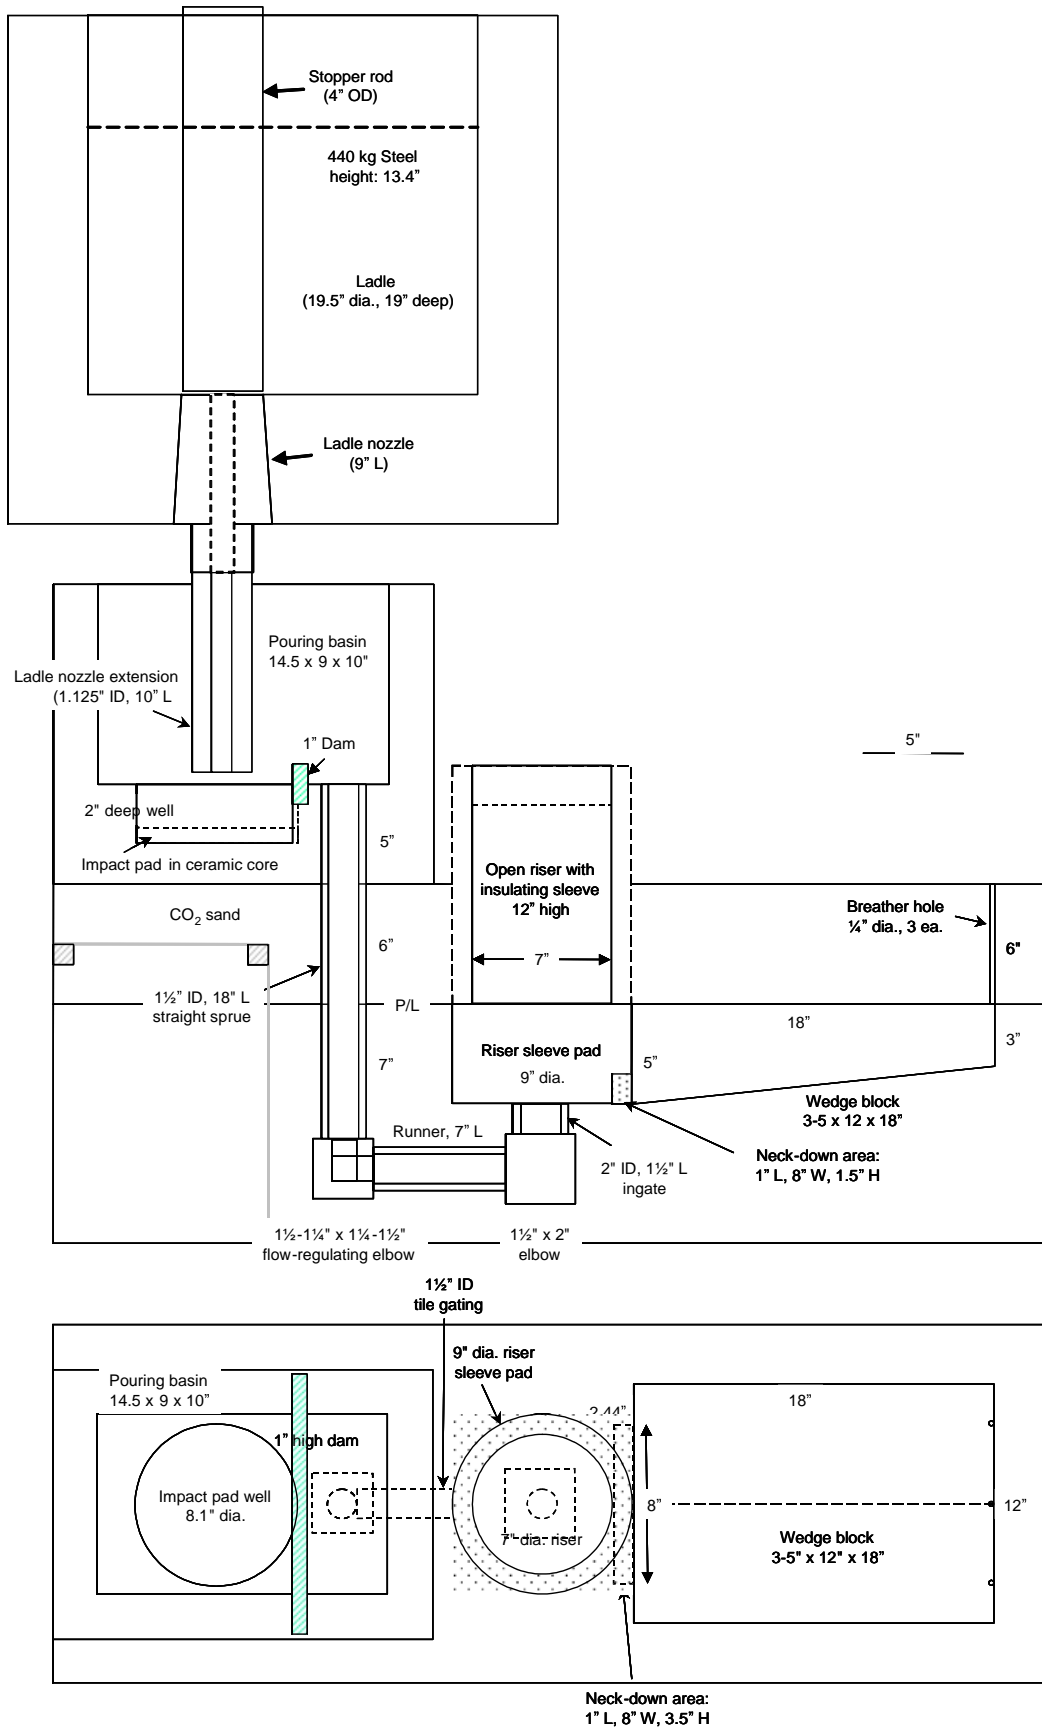 Stopper rod
(4” OD)
440 kg Steel
height: 13.4”
Ladle
(19.5” dia., 19” deep)
Ladle nozzle
(9” L)
Pouring basin
14.5 x 9 x 10"
Ladle nozzle extension
(1.125" ID, 10” L
1” Dam
5"
2" deep well
5”
Impact pad in ceramic core
Open riser with
insulating sleeve
12” high
CO2 sand
Breather hole
¼” dia., 3 ea.
6”
7”
6"
1½” ID, 18" L
straight sprue
P/L
18”
3”
7”
Riser sleeve pad
9” dia.
5”
Wedge block
3-5 x 12 x 18”
Runner, 7” L
Neck-down area:
1” L, 8” W, 1.5” H
2" ID, 1½” L
ingate
1½-1¼" x 1¼-1½"
flow-regulating elbow
1½" x 2"
elbow
1½” ID
tile gating
9" dia. riser
sleeve pad
Pouring basin
14.5 x 9 x 10”
18”
2.44”
1” high dam
Impact pad well
8.1" dia.
8”
12”
7" dia. riser
Wedge block
3-5" x 12" x 18”
Neck-down area:
1” L, 8” W, 3.5” H